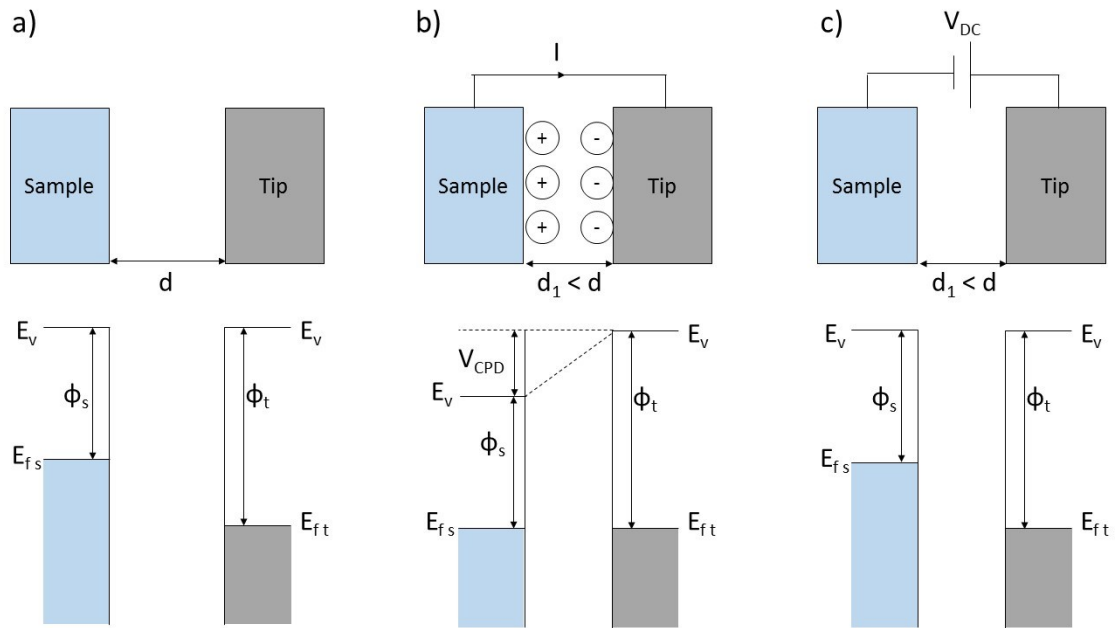 a)
Sample
Tip
d
E_v
E_v
ϕ_s
ϕ_t
E_f s
E_f t
b)
I
Sample
+ -
+ -
+ -
Tip
d_1 < d
V_CPD
E_v
E_v
ϕ_s
ϕ_t
E_f s
E_f t
c)
V_DC
Sample
Tip
d_1 < d
E_v
E_v
ϕ_s
ϕ_t
E_f s
E_f t